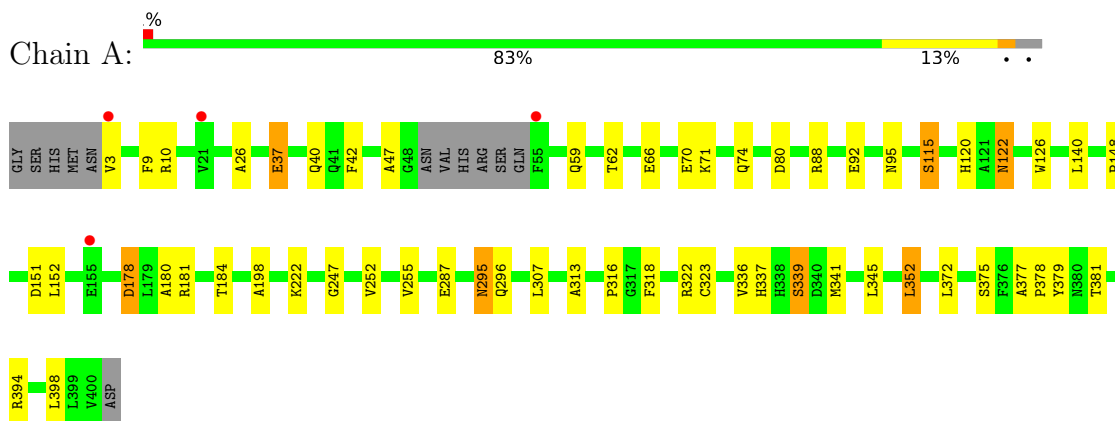 %
Chain A:
83% 13% • •
GLY SER HIS MET ASN V3 F9 R10 V21 A26 E37 Q40 Q41 F42 A47 G48 ASN VAL HIS ARG SER GLN F55 Q59 T62 E66 E70 K71 Q74 D80 R88 E92 N95 S115 H120 A121 N122 W126 L140
D151 L152 E155 D178 L179 A180 R181 T184 A198 K222 G247 V252 V255 E287 N295 Q296 L307 A313 P316 G317 F318 R322 C323 V336 H337 H338 S339 D340 M341 L345 L352 L372 S375 F376 A377 P378 Y379 N380 T381
R394 L398 L399 V400 ASP